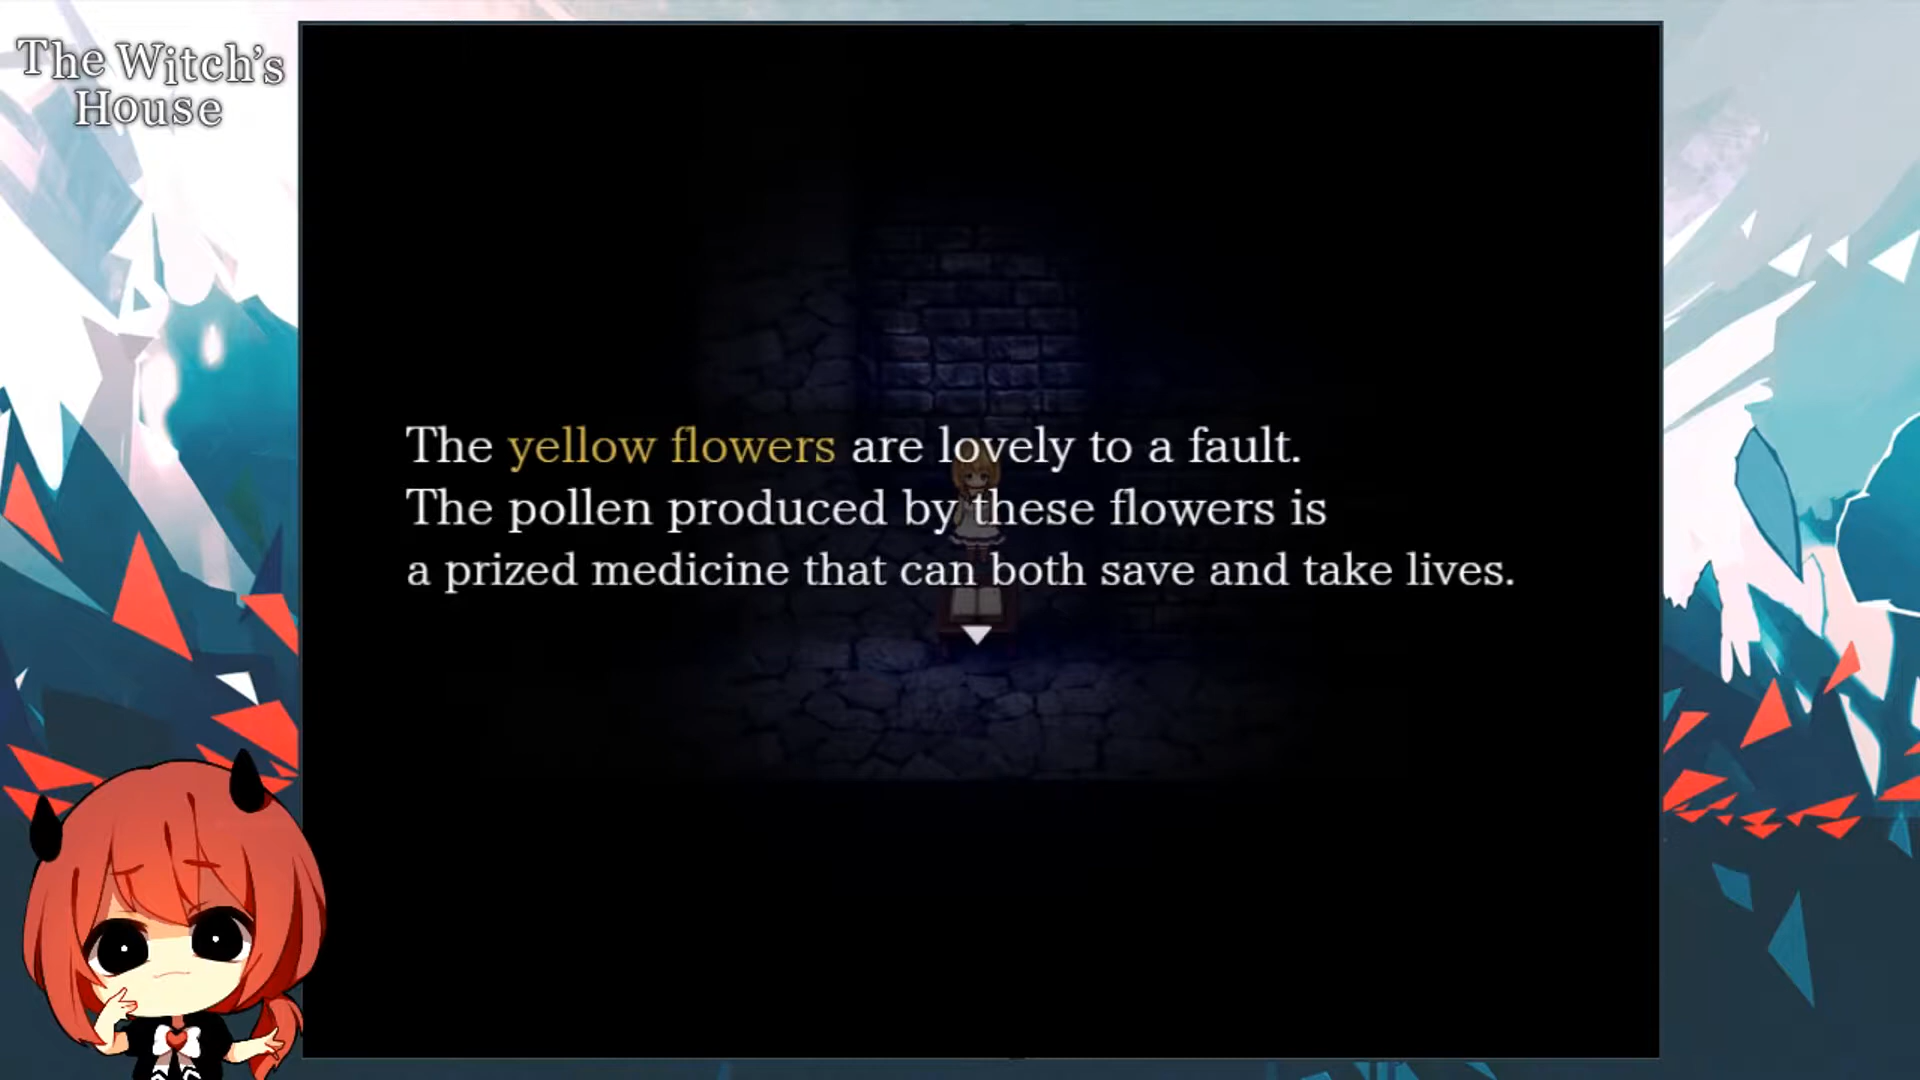 The Witch's
House
The yellow flowers are lovely to a fault.
The pollen produced by these flowers is
a prized medicine that can both save and take lives.